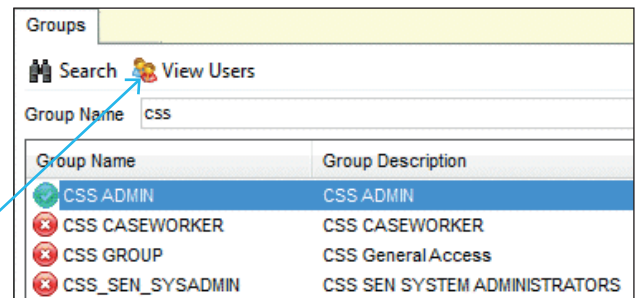 Groups
Search View Users
Group Name css
Group Name Group Description
CSS ADMIN CSS ADMIN
CSS CASEWORKER CSS CASEWORKER
CSS GROUP CSS General Access
CSS_SEN_SYSADMIN CSS SEN SYSTEM ADMINISTRATORS